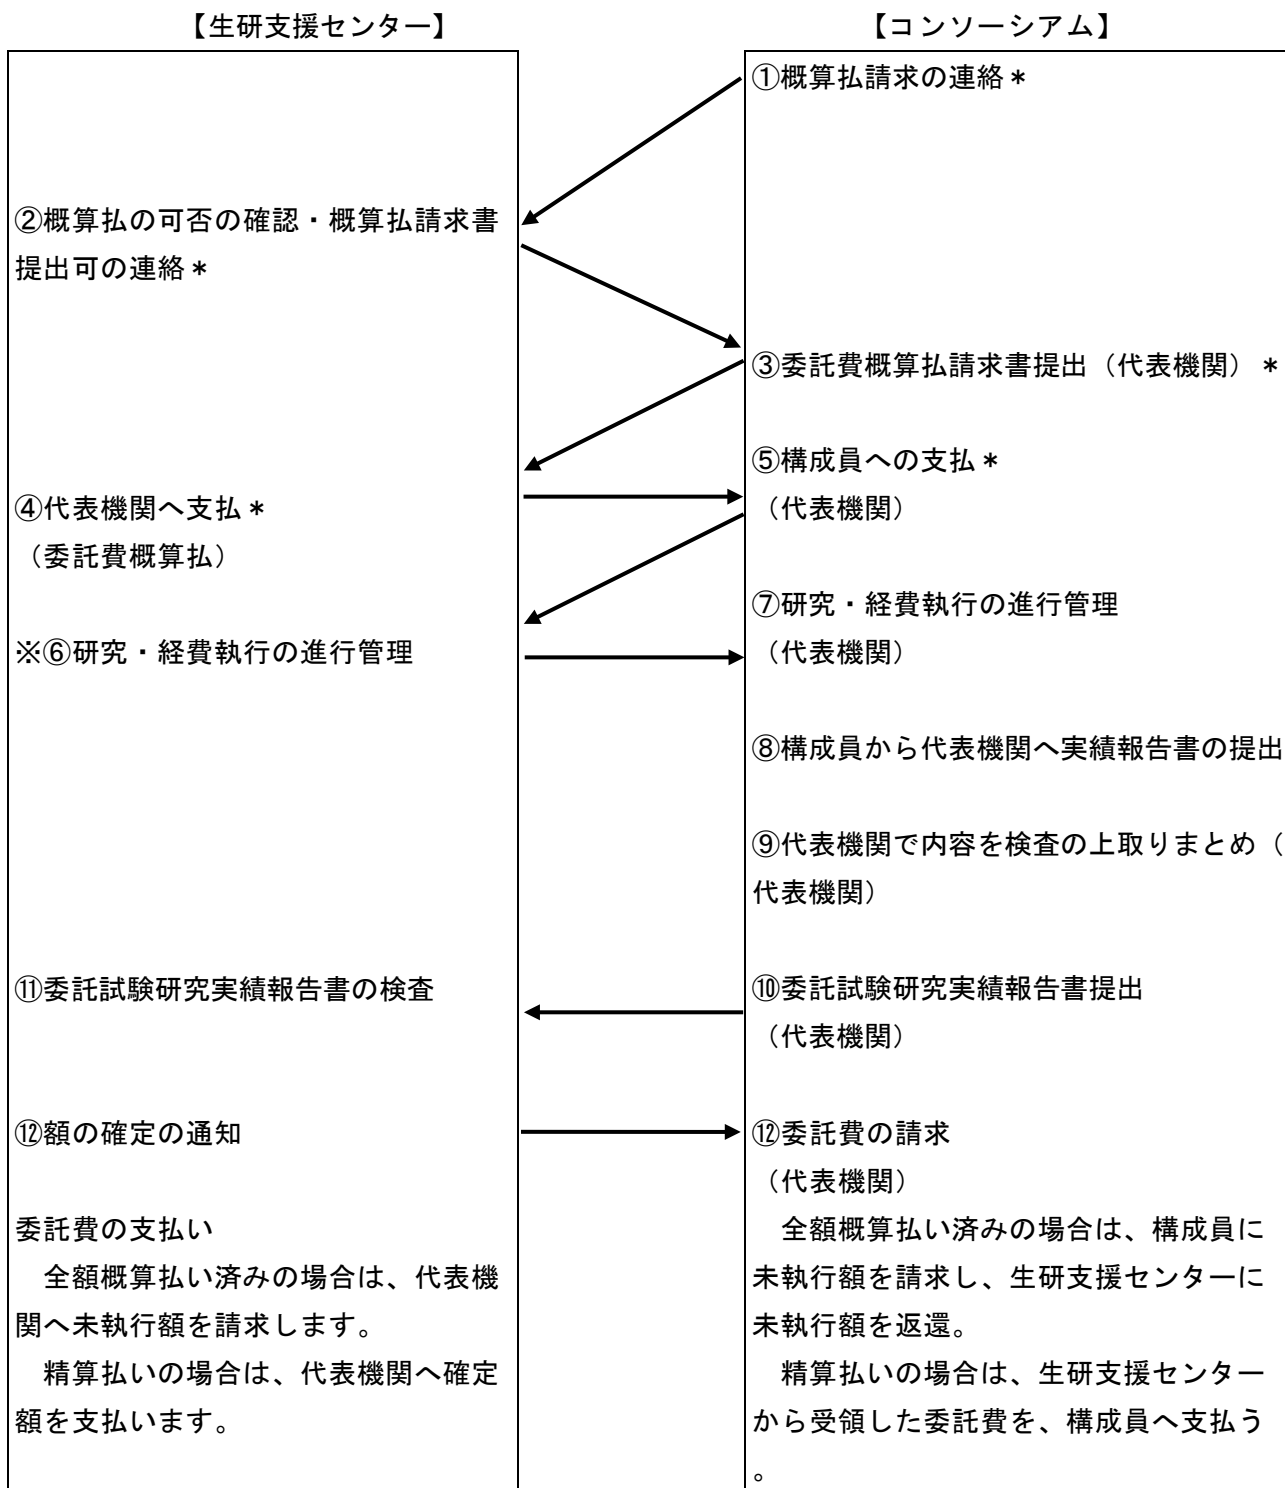 【生研支援センター】
【コンソーシアム】
①概算払請求の連絡＊
②概算払の可否の確認・概算払請求書
提出可の連絡＊
③委託費概算払請求書提出（代表機関）＊
④代表機関へ支払＊
（委託費概算払）
⑤構成員への支払＊
（代表機関）
※⑥研究・経費執行の進行管理
⑦研究・経費執行の進行管理
（代表機関）
⑧構成員から代表機関へ実績報告書の提出
⑨代表機関で内容を検査の上取りまとめ（
代表機関）
⑩委託試験研究実績報告書提出
（代表機関）
⑪委託試験研究実績報告書の検査
⑫額の確定の通知
委託費の支払い
　全額概算払い済みの場合は、代表機
関へ未執行額を請求します。
　精算払いの場合は、代表機関へ確定
額を支払います。
⑫委託費の請求
（代表機関）
　全額概算払い済みの場合は、構成員に
未執行額を請求し、生研支援センターに
未執行額を返還。
　精算払いの場合は、生研支援センター
から受領した委託費を、構成員へ支払う
。